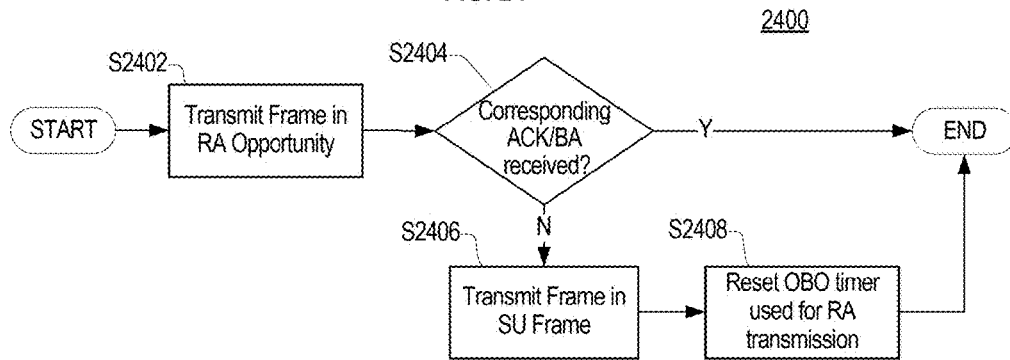 2400
S2402
S2404
START
Transmit Frame in
RA Opportunity
Corresponding
ACK/BA
received?
Y
END
N
S2406
S2408
Transmit Frame in
SU Frame
Reset OBO timer
used for RA
transmission